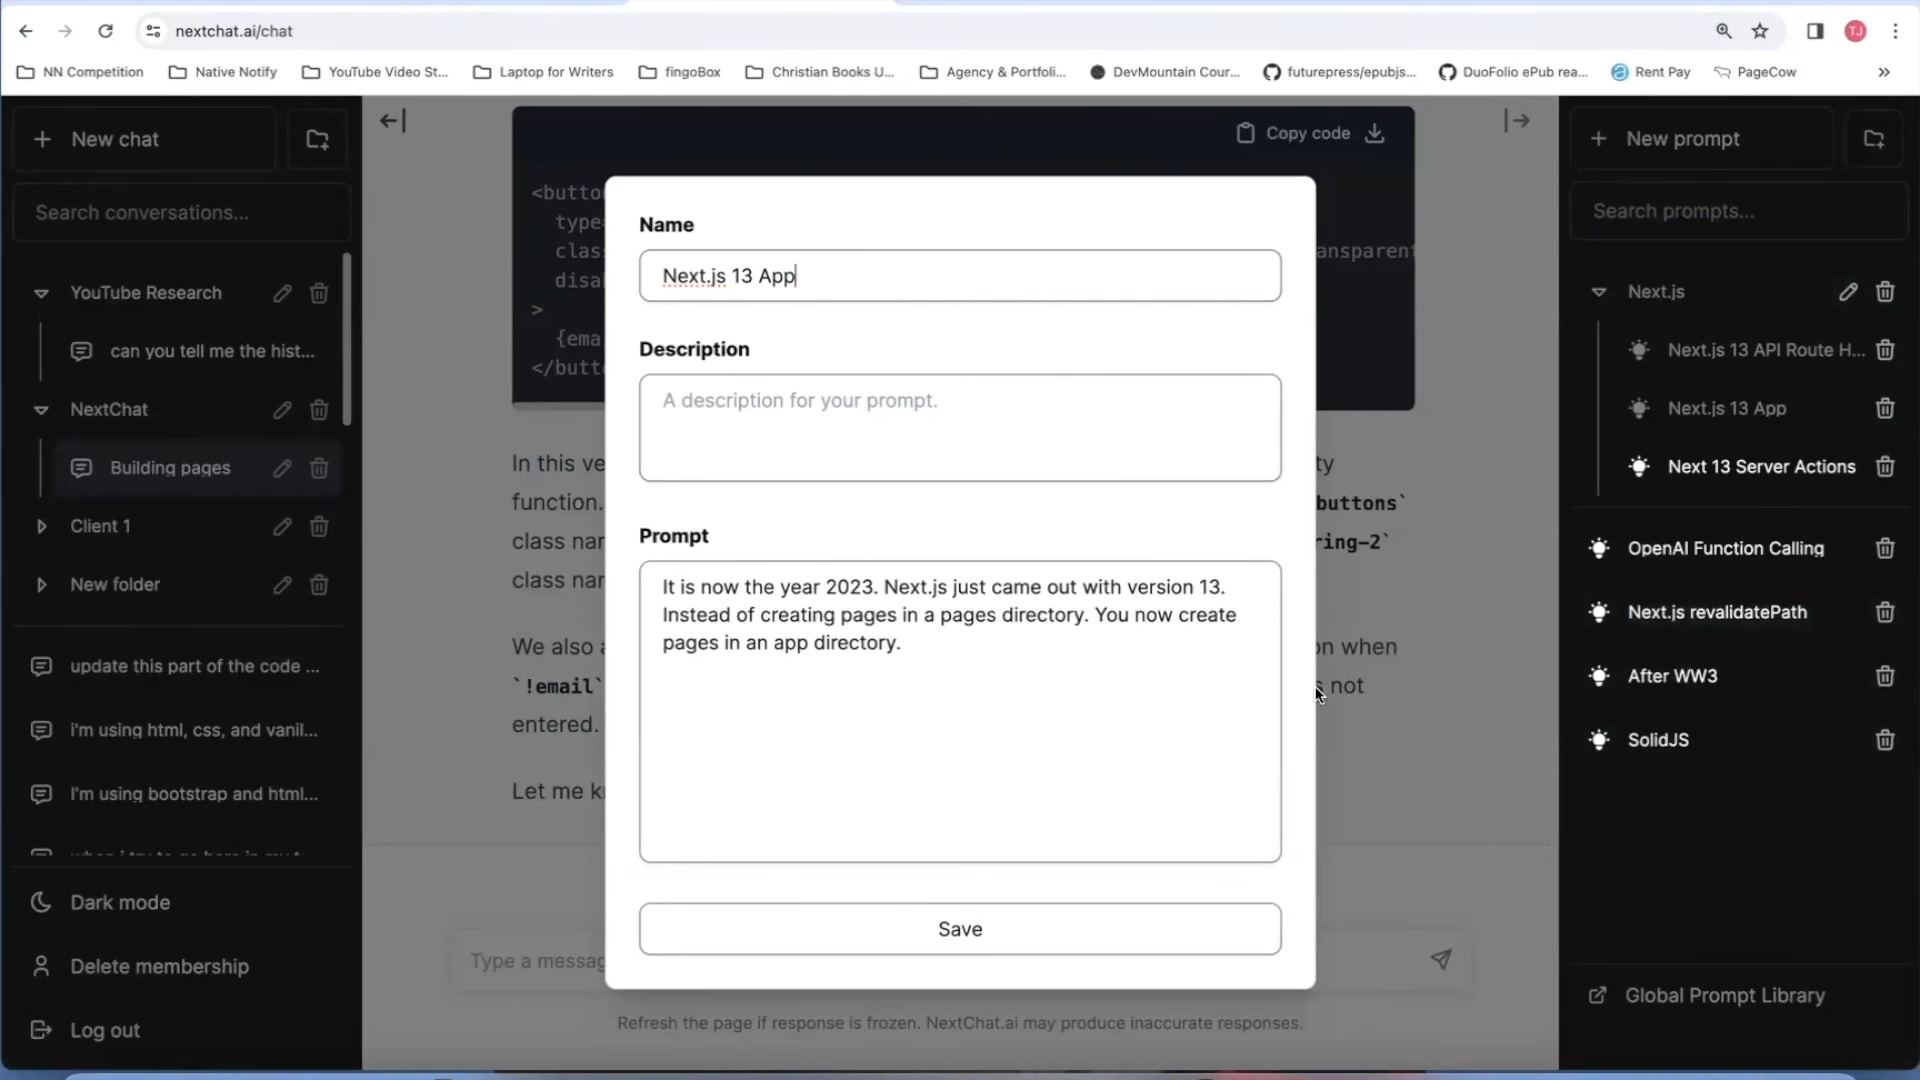 nextchat.ai/chat
TJ
NN Competition
Native Notify
YouTube Video St...
Laptop for Writers
fingoBox
Christian Books U...
Agency & Portfoli...
DevMountain Cour...
futurepress/epubjs...
DuoFolio ePub rea...
Rent Pay
PageCow
New chat
Search conversations...
YouTube Research
can you tell me the hist...
NextChat
Building pages
Client 1
New folder
update this part of the code ...
i'm using html, css, and vanil...
I'm using bootstrap and html...
Dark mode
Delete membership
Log out
Copy code
<butto
type=
clas
ansparent
disa
>
{ema
</butt
In this ve
ty
function.
buttons`
class nar
ring-2`
class nar
We also a
on when
`!email`
s not
entered.
Let me k
Name
Next.js 13 App
Description
A description for your prompt.
Prompt
It is now the year 2023. Next.js just came out with version 13.
Instead of creating pages in a pages directory. You now create
pages in an app directory.
Save
Type a messag
Refresh the page if response is frozen. NextChat.ai may produce inaccurate responses.
New prompt
Search prompts...
Next.js
Next.js 13 API Route H...
Next.js 13 App
Next 13 Server Actions
OpenAI Function Calling
Next.js revalidatePath
After WW3
SolidJS
Global Prompt Library